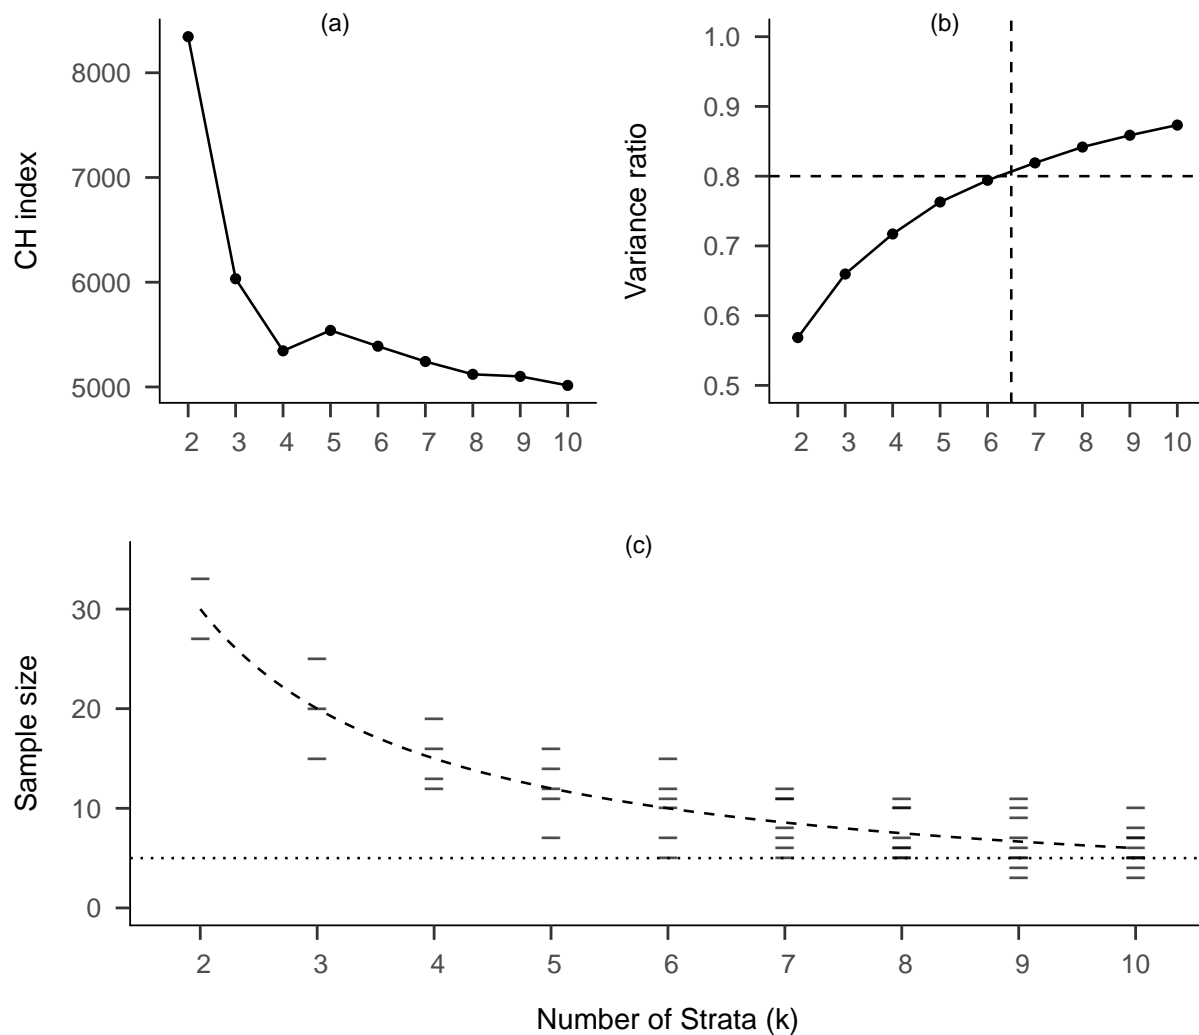 (a)
CH index
8000
7000
6000
5000
2 3 4 5 6 7 8 9 10
(b)
Variance ratio
1.0
0.9
0.8
0.7
0.6
0.5
2 3 4 5 6 7 8 9 10
(c)
Sample size
30
20
10
0
2 3 4 5 6 7 8 9 10
Number of Strata (k)